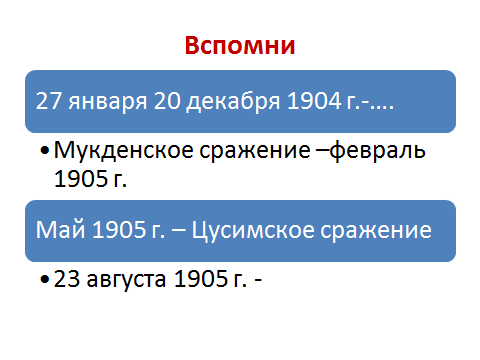 Вспомни
27 января 20 декабря 1904 г.-....
•Мукденское сражение –февраль
1905 г.
Май 1905 г. – Цусимское сражение
•23 августа 1905 г. -